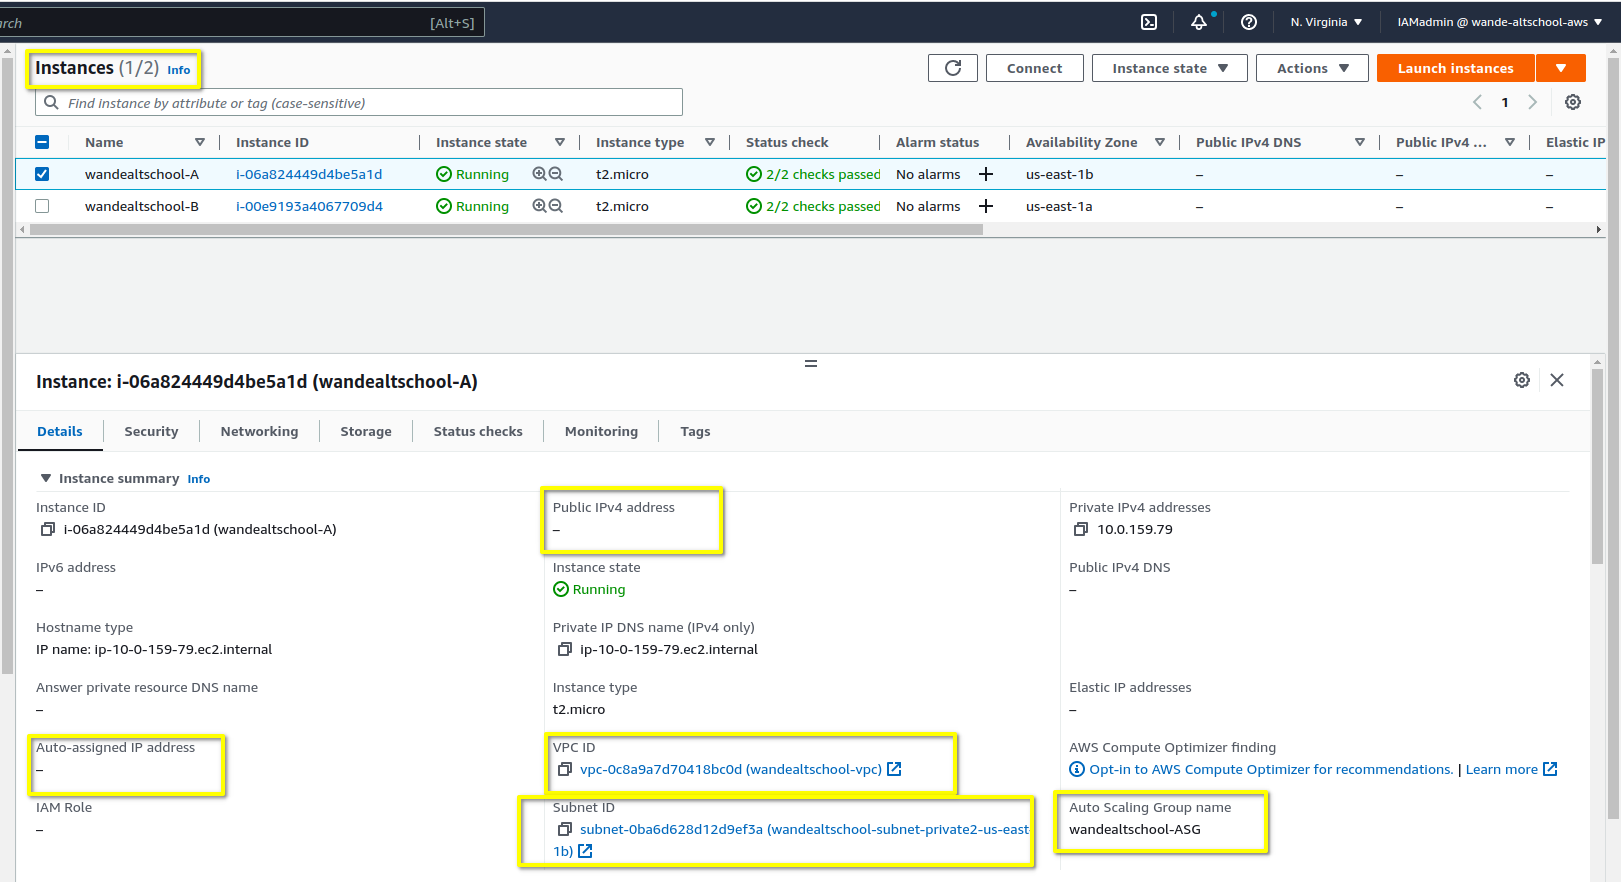 rch [Alt+S] N. Virginia ▼ IAMadmin @ wande-altschool-aws ▼
Instances (1/2) Info Connect Instance state ▼ Actions ▼ Launch instances ▼
Find instance by attribute or tag (case-sensitive) 1
Name Instance ID Instance state Instance type Status check Alarm status Availability Zone Public IPv4 DNS Public IPv4 ... Elastic IP
wandealtschool-A i-06a824449d4be5a1d Running t2.micro 2/2 checks passed No alarms + us-east-1b – – –
wandealtschool-B i-00e9193a4067709d4 Running t2.micro 2/2 checks passed No alarms + us-east-1a – – –
Instance: i-06a824449d4be5a1d (wandealtschool-A)
Details Security Networking Storage Status checks Monitoring Tags
▼ Instance summary Info
Instance ID Public IPv4 address Private IPv4 addresses
i-06a824449d4be5a1d (wandealtschool-A) – 10.0.159.79
IPv6 address Instance state Public IPv4 DNS
– Running –
Hostname type Private IP DNS name (IPv4 only)
IP name: ip-10-0-159-79.ec2.internal ip-10-0-159-79.ec2.internal
Answer private resource DNS name Instance type Elastic IP addresses
– t2.micro –
Auto-assigned IP address VPC ID AWS Compute Optimizer finding
– vpc-0c8a9a7d70418bc0d (wandealtschool-vpc) Opt-in to AWS Compute Optimizer for recommendations. | Learn more
IAM Role Subnet ID Auto Scaling Group name
– subnet-0ba6d628d12d9ef3a (wandealtschool-subnet-private2-us-east- wandealtschool-ASG
1b)